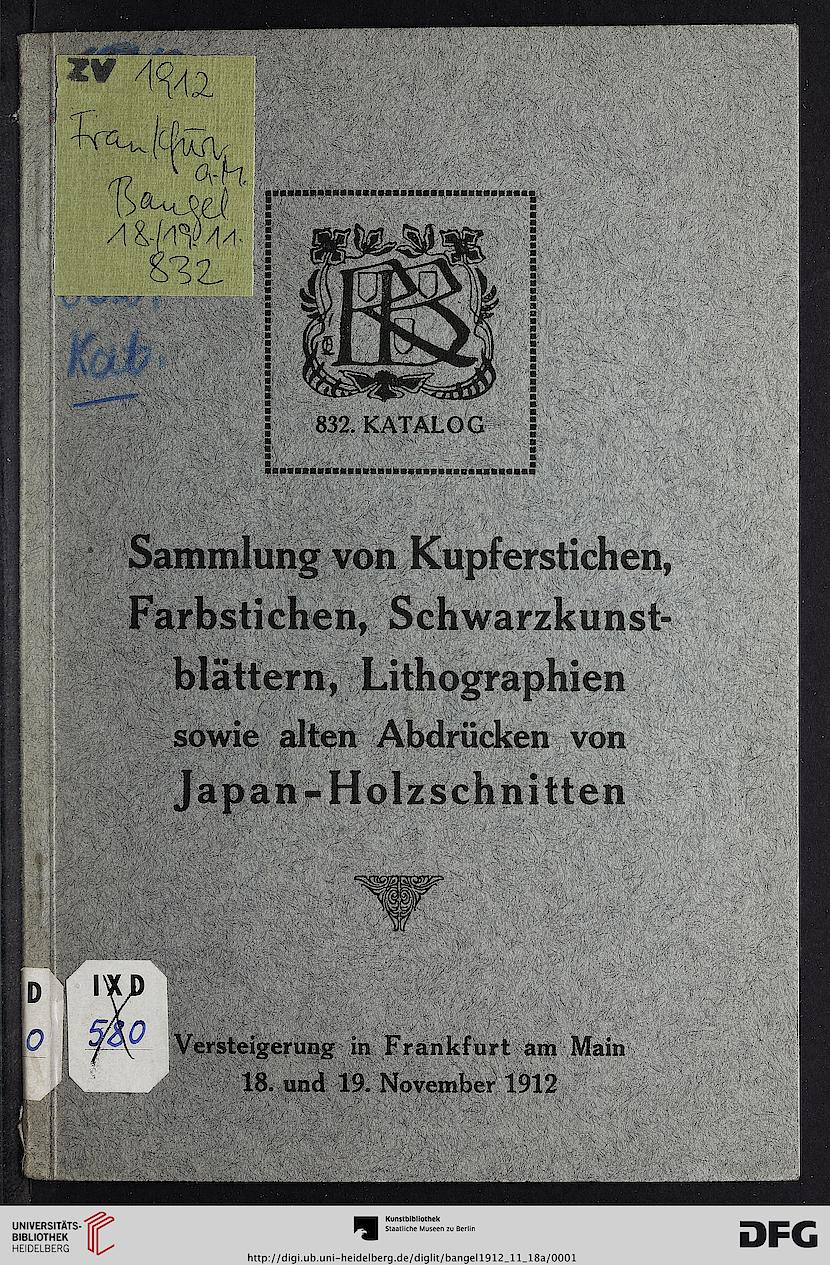 ZV 1912
Frankfur
a.M.
Bangel
18./19. 11.
832
Kat.
832. KATALOG
Sammlung von Kupferstichen,
Farbstichen, Schwarzkunst-
blättern, Lithographien
sowie alten Abdrücken von
Japan-Holzschnitten
D
0
IXD
580
Versteigerung in Frankfurt am Main
18. und 19. November 1912
UNIVERSITÄTS-
BIBLIOTHEK
HEIDELBERG
Kunstbibliothek
Staatliche Museen zu Berlin
http://digi.ub.uni-heidelberg.de/diglit/bangel1912_11_18a/0001
DFG